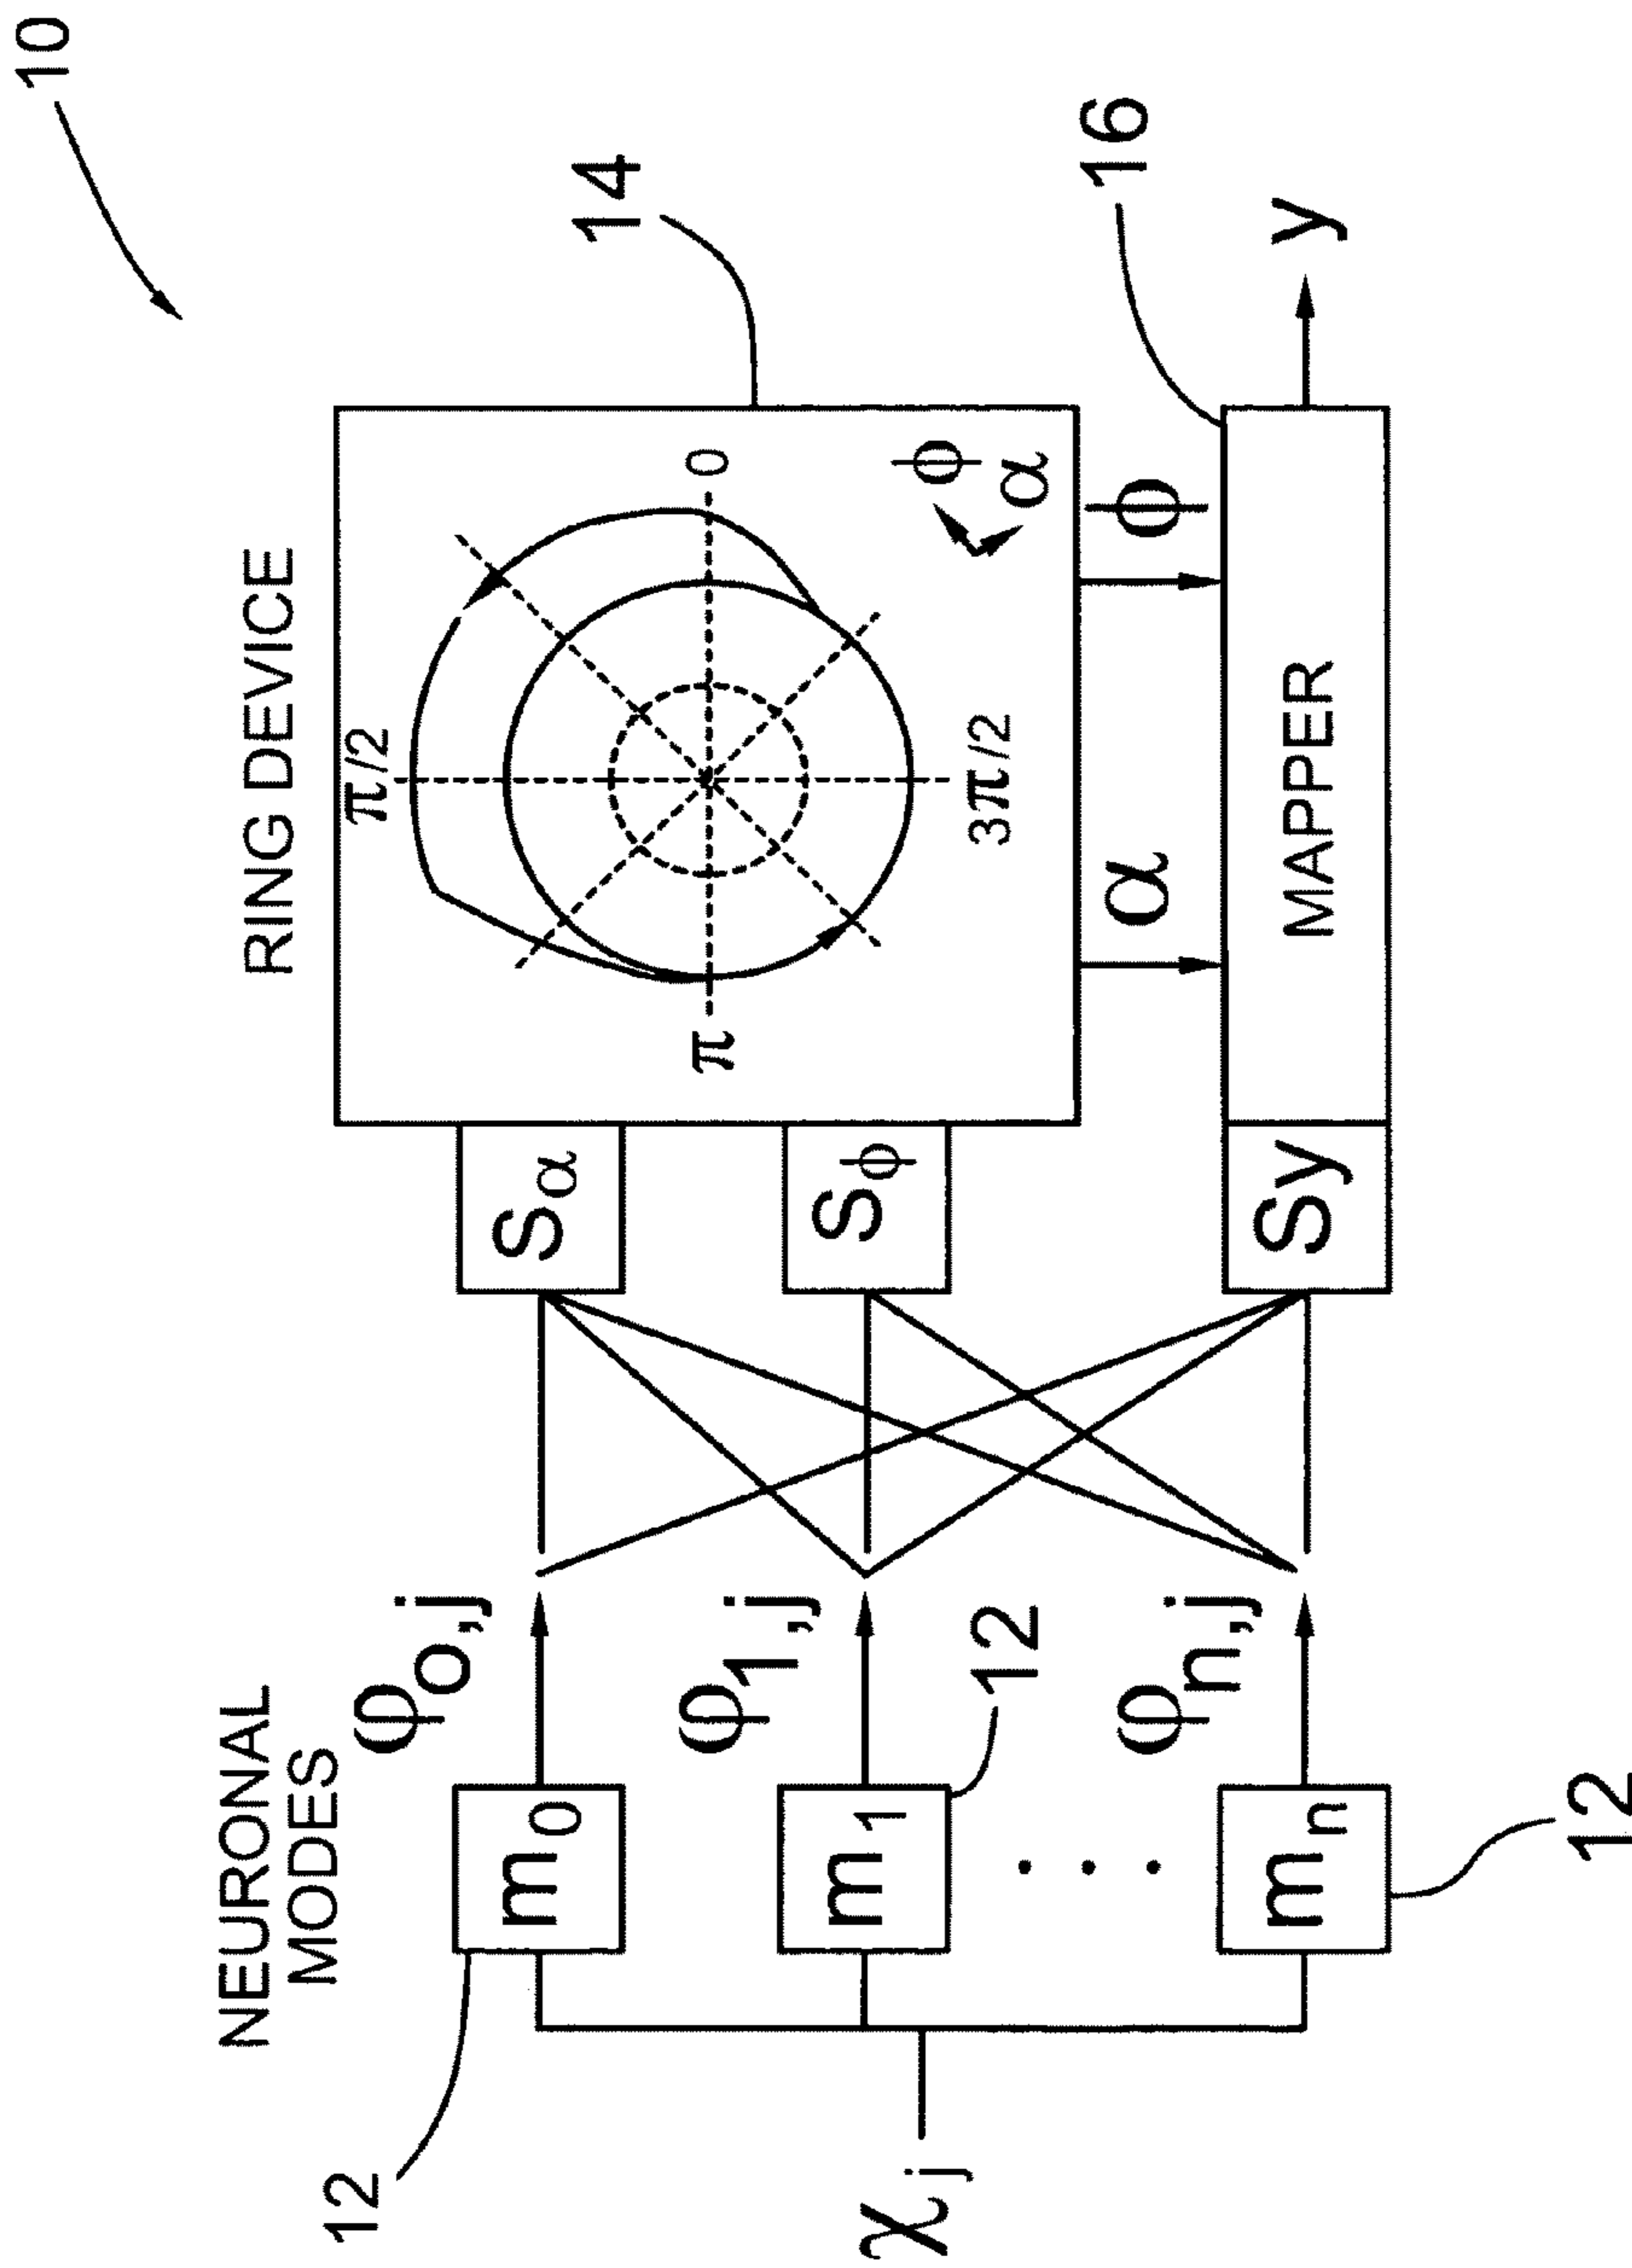 10
NEURONAL
MODES
RING DEVICE
12
m0
φo,j
Sα
π/2
14
π
0
χj
m1
φ1,j
Sϕ
12
3π/2
ϕ
α
α
ϕ
16
mn
φn,j
Sy
MAPPER
y
12